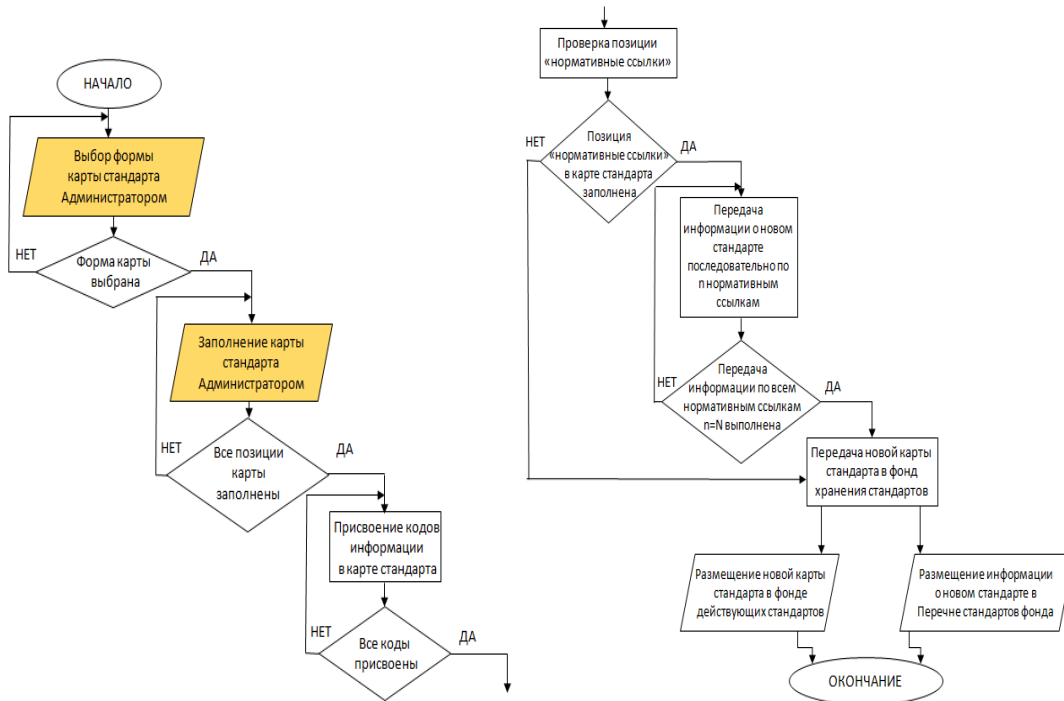 НАЧАЛО
Выбор формы
карты стандарта
Администратором
НЕТ
Форма карты
выбрана
ДА
Заполнение карты
стандарта
Администратором
НЕТ
Все позиции
карты
заполнены
ДА
Присвоение кодов
информации
в карте стандарта
НЕТ
Все коды
присвоены
ДА
Проверка позиции
«нормативные ссылки»
НЕТ
Позиция
«нормативные ссылки»
в карте стандарта
заполнена
ДА
Передача
информации о новом
стандарте
последовательно по
n нормативным
ссылкам
НЕТ
Передача
информации по всем
нормативным ссылкам
n=N выполнена
ДА
Передача новой карты
стандарта в фонд
хранения стандартов
Размещение новой карты
стандарта в фонде
действующих стандартов
Размещение информации
о новом стандарте в
Перечне стандартов фонда
ОКОНЧАНИЕ